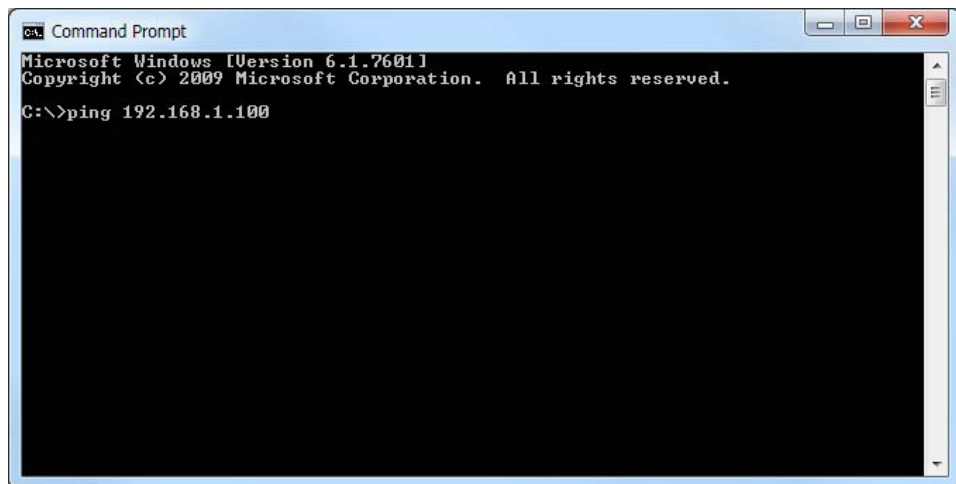 C:\. Command Prompt
Microsoft Windows [Version 6.1.7601]
Copyright (c) 2009 Microsoft Corporation.  All rights reserved.
C:\>ping 192.168.1.100